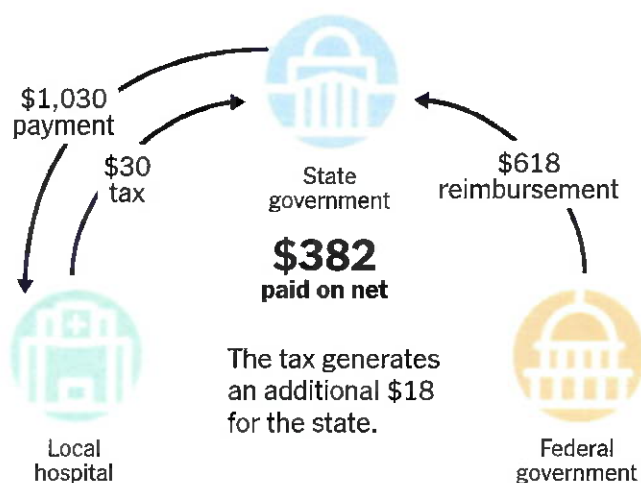 $1,030
payment
$30
tax
State
government
$618
reimbursement
$382
paid on net
The tax generates
an additional $18
for the state.
Local
hospital
Federal
government